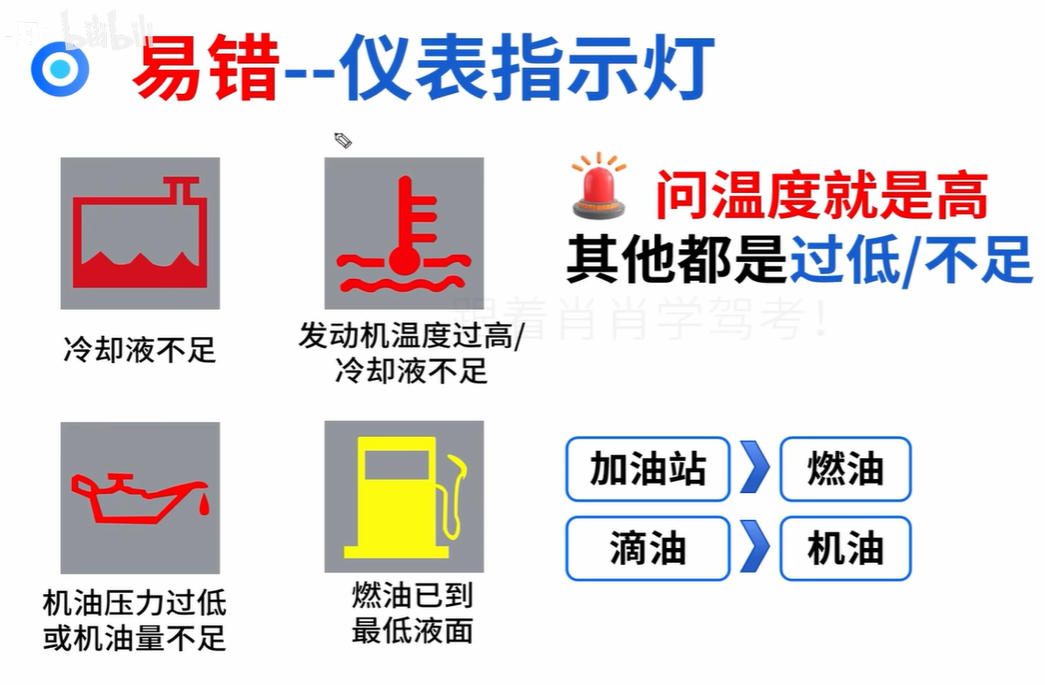 bilibili
易错--仪表指示灯
问温度就是高
其他都是过低/不足
跟着肖肖学驾考！
冷却液不足
发动机温度过高/
冷却液不足
加油站
燃油
滴油
机油
机油压力过低
或机油量不足
燃油已到
最低液面